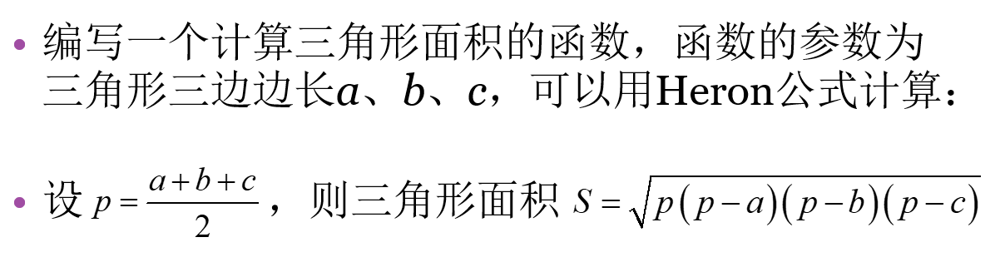 • 编写一个计算三角形面积的函数，函数的参数为
三角形三边边长a、b、c，可以用Heron公式计算：
• 设 p = (a+b+c)/2 ，则三角形面积 S = √(p(p−a)(p−b)(p−c))